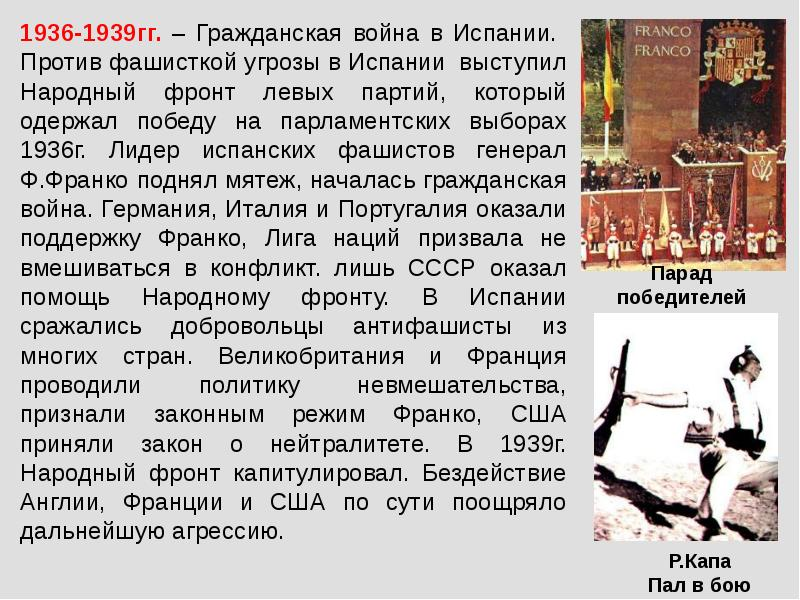 1936-1939гг. – Гражданская война в Испании.
Против фашисткой угрозы в Испании выступил
Народный фронт левых партий, который
одержал победу на парламентских выборах
1936г. Лидер испанских фашистов генерал
Ф.Франко поднял мятеж, началась гражданская
война. Германия, Италия и Португалия оказали
поддержку Франко, Лига наций призвала не
вмешиваться в конфликт. лишь СССР оказал
помощь Народному фронту. В Испании
сражались добровольцы антифашисты из
многих стран. Великобритания и Франция
проводили политику невмешательства,
признали законным режим Франко, США
приняли закон о нейтралитете. В 1939г.
Народный фронт капитулировал. Бездействие
Англии, Франции и США по сути поощряло
дальнейшую агрессию.
FRANCO
FRANCO
Парад
победителей
Р.Капа
Пал в бою